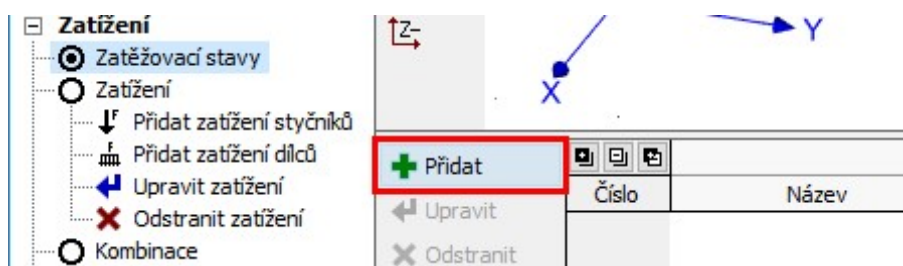 Zatížení
Zatěžovací stavy
Zatížení
Přidat zatížení styčníků
Přidat zatížení dílců
Upravit zatížení
Odstranit zatížení
Kombinace
Z
Y
X
Přidat
Upravit
Odstranit
Číslo Název